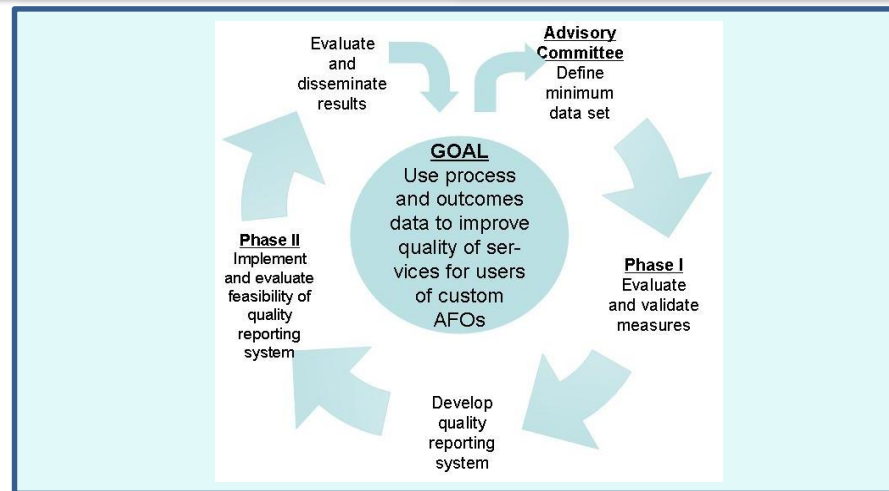 Evaluate
and
disseminate
results
Advisory
Committee
Define
minimum
data set
GOAL
Use process
and outcomes
data to improve
quality of ser-
vices for users
of custom
AFOs
Phase I
Evaluate
and validate
measures
Develop
quality
reporting
system
Phase II
Implement
and evaluate
feasibility of
quality
reporting
system